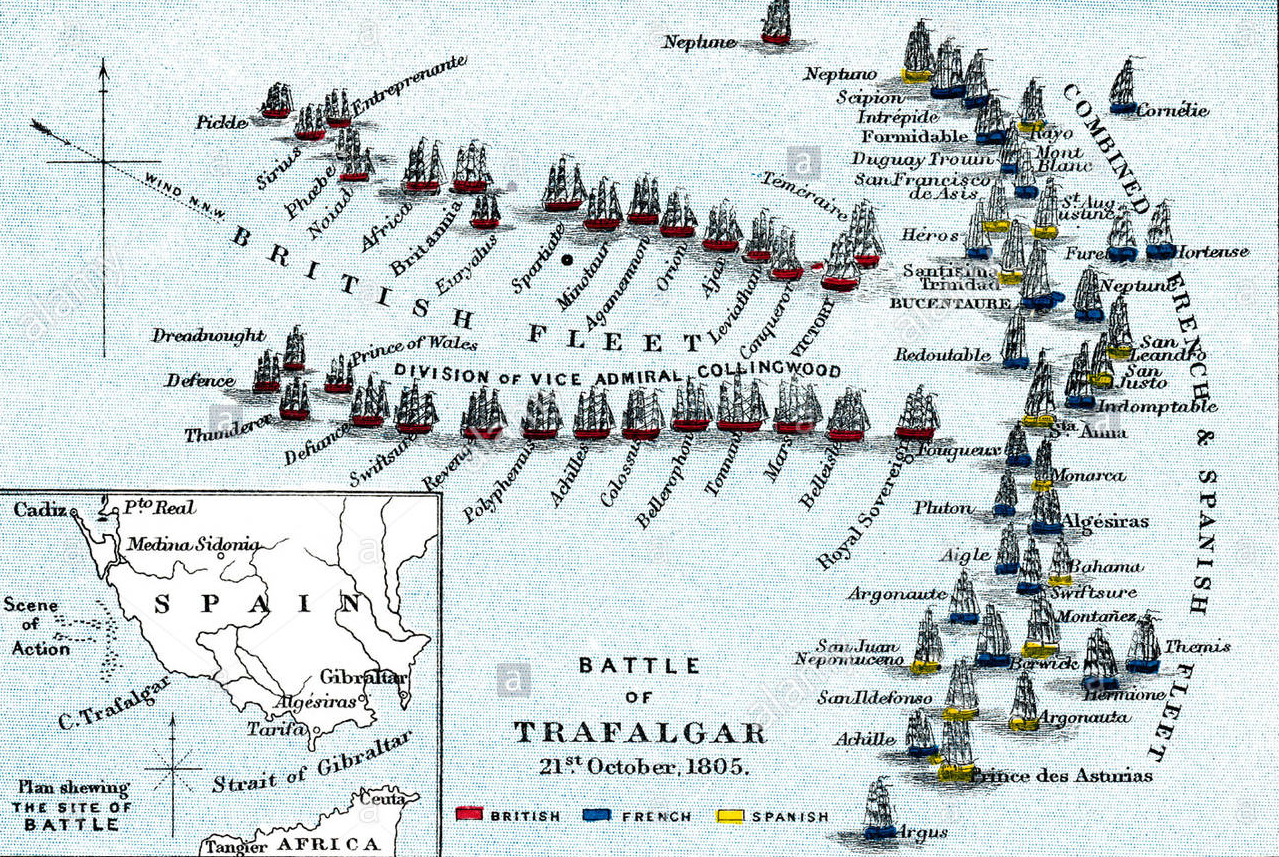 Neptune
Neptuno
Scipion
Intrépide
Formidable
Duguay Trouin
San Francisco
de Asis
Héros
Santisima
Trinidad
BUCENTAURE
Redoutable
Rayo
Mont
Blanc
St Aug
ustine
Cornélie
Furet
Hortense
Neptune
San
Leandro
San
Justo
Indomptable
Sta. Anna
Fougueux
Monarca
Pluton
Algésiras
Aigle
Bahama
Swiftsure
Argonaute
Montañez
San Juan
Nepomuceno
Berwick
Themis
Hermione
San Ildefonso
Argonauta
Achille
Prince des Asturias
Argus
COMBINED FRENCH & SPANISH FLEET
Pickle
Entreprenante
Sirius
Phoebe
Naiad
Africa
Britannia
Euryalus
Spartiate
Minotaur
Agamemnon
Orion
Ajax
Leviathan
Conqueror
VICTORY
Téméraire
WIND N.N.W
BRITISH FLEET
DIVISION OF VICE ADMIRAL COLLINGWOOD
Dreadnought
Prince of Wales
Defence
Thunderer
Defiance
Swiftsure
Revenge
Polyphemus
Achilles
Colossus
Bellerophon
Tonnant
Mars
Belleisle
Royal Sovereign
Cadiz
Pto Real
Medina Sidonia
SPAIN
Scene
of
Action
Gibraltar
Algésiras
C. Trafalgar
Tarifa
Strait of Gibraltar
Plan shewing
THE SITE OF
BATTLE
Ceuta
Tangier AFRICA
BATTLE
OF
TRAFALGAR
21st. October, 1805.
BRITISH FRENCH SPANISH
alamy
a